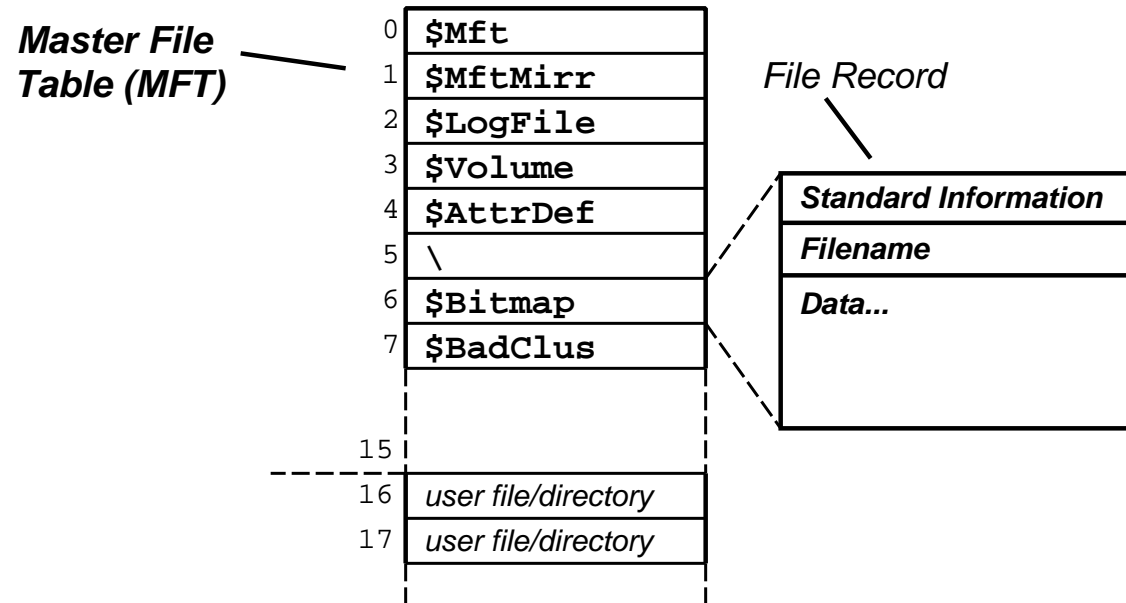 Master File
Table (MFT)
0 $Mft
1 $MftMirr
2 $LogFile
3 $Volume
4 $AttrDef
5 \
6 $Bitmap
7 $BadClus
15
16 user file/directory
17 user file/directory
File Record
Standard Information
Filename
Data...